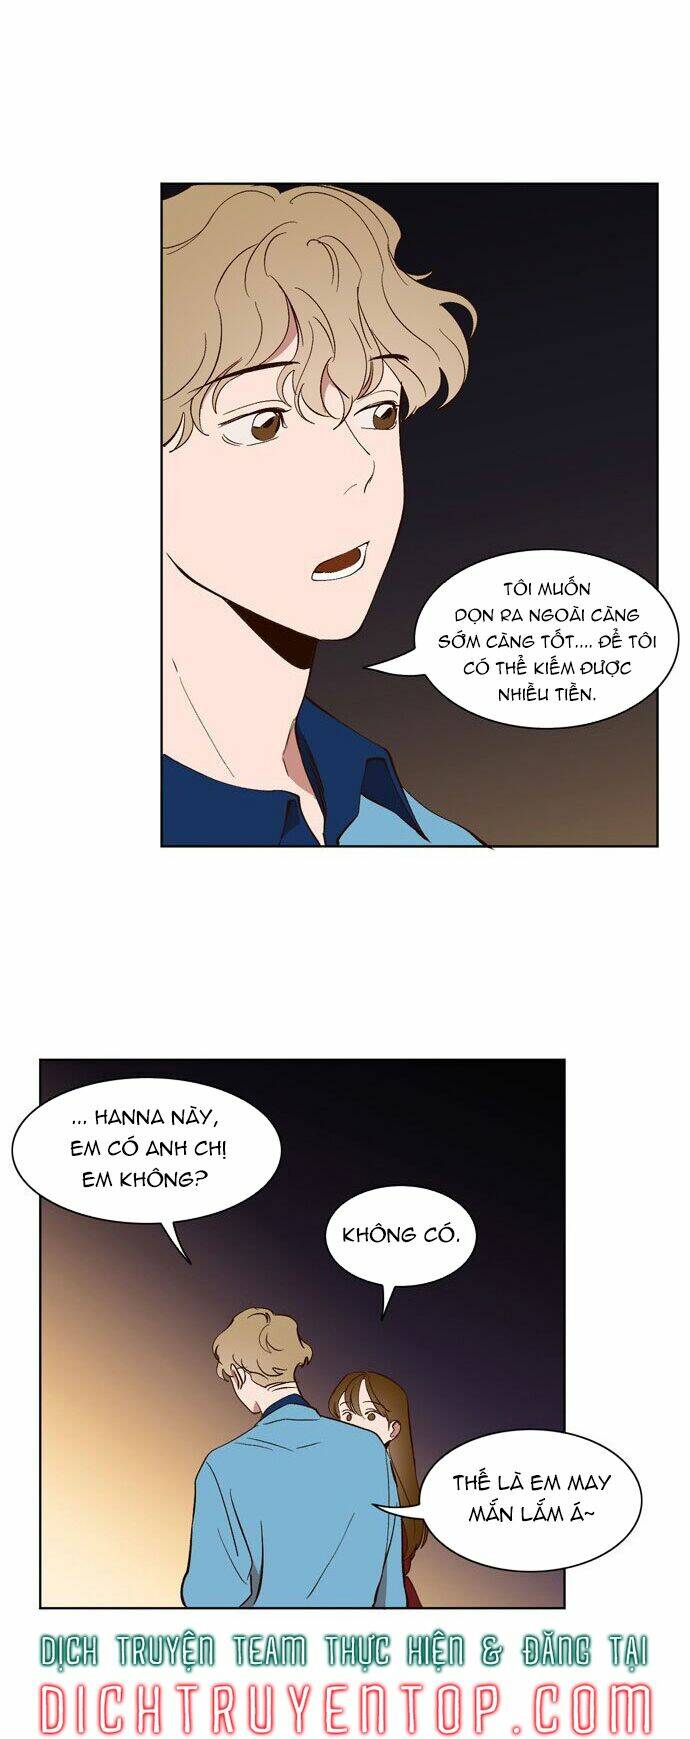 TÔI MUỐN
DỌN RA NGOÀI CÀNG
SỚM CÀNG TỐT.... ĐỂ TÔI
CÓ THỂ KIẾM ĐƯỢC
NHIỀU TIỀN.
... HANNA NÀY,
EM CÓ ANH CHỊ
EM KHÔNG?
KHÔNG CÓ.
THẾ LÀ EM MAY
MẮN LẮM Á~
DỊCH TRUYỆN TEAM THỰC HIỆN & ĐĂNG TẠI
DICHTRUYENTOP.COM